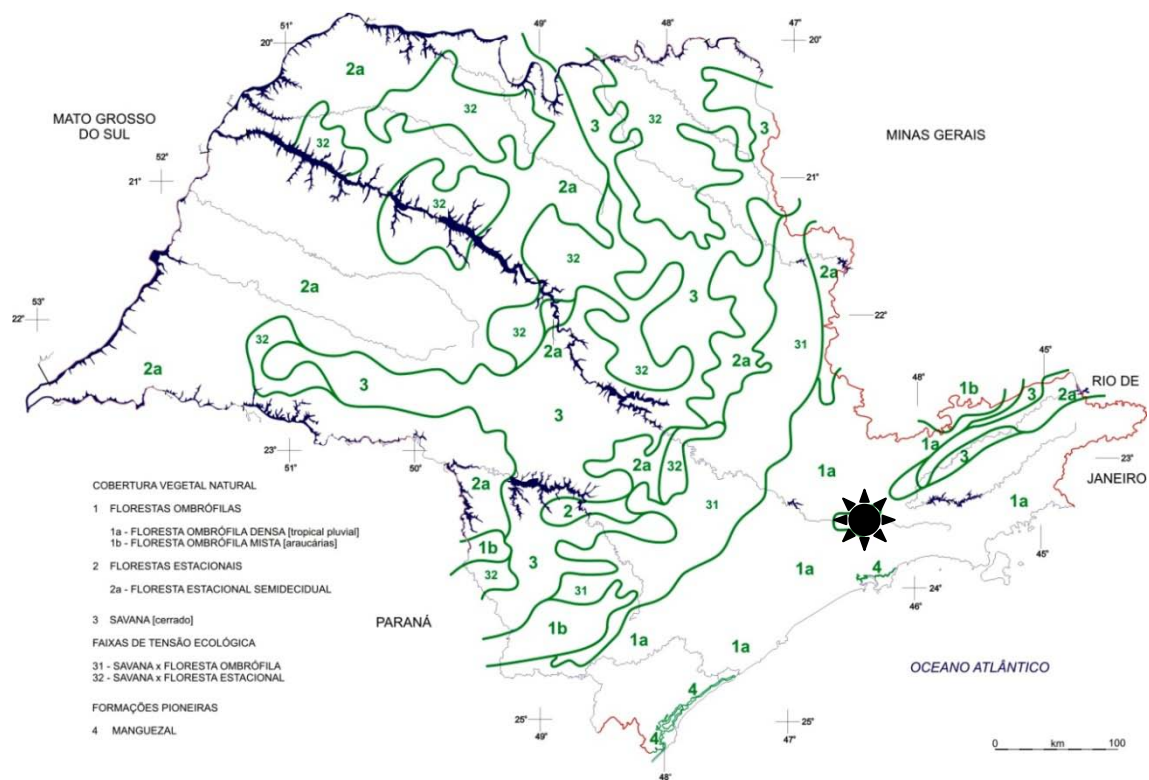 51°
20°
49°
48°
47°
20°
2a
32
3
32
3
MATO GROSSO
DO SUL
MINAS GERAIS
32
52°
21°
2a
21°
32
32
2a
2a
3
53°
22°
22°
32
2a
31
32
2a
32
2a
3
45°
48°
1b
RIO DE
3
2a
3
1a
3
23°
51°
50°
2a
32
1a
23°
JANEIRO
2a
31
1a
COBERTURA VEGETAL NATURAL
1 FLORESTAS OMBRÓFILAS
1a - FLORESTA OMBRÓFILA DENSA [tropical pluvial]
1b - FLORESTA OMBRÓFILA MISTA [araucárias]
2 FLORESTAS ESTACIONAIS
2a - FLORESTA ESTACIONAL SEMIDECIDUAL
3 SAVANA [cerrado]
FAIXAS DE TENSÃO ECOLÓGICA
31 - SAVANA x FLORESTA OMBRÓFILA
32 - SAVANA x FLORESTA ESTACIONAL
FORMAÇÕES PIONEIRAS
4 MANGUEZAL
2
45°
1b
3
32
1a
4
31
46°
24°
PARANÁ
1b
1a
1a
OCEANO ATLÂNTICO
4
25°
49°
4
25°
47°
48°
0 km 100